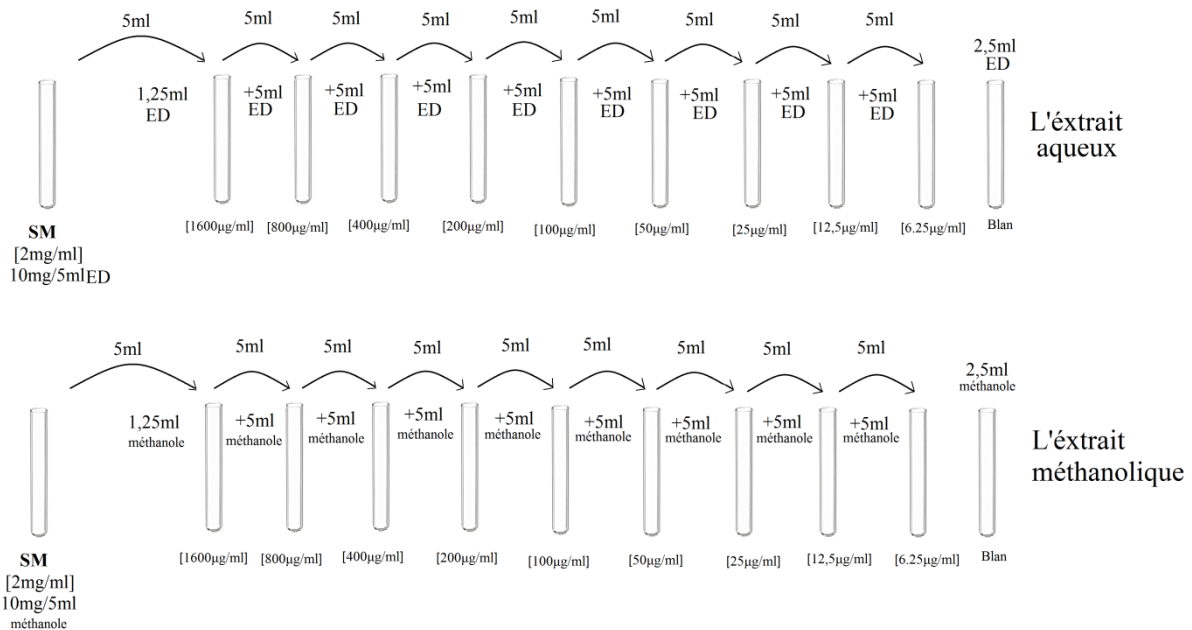 5ml 5ml 5ml 5ml 5ml 5ml 5ml 5ml 5ml
2,5ml
ED
1,25ml
ED
+5ml
ED
+5ml
ED
+5ml
ED
+5ml
ED
+5ml
ED
+5ml
ED
+5ml
ED
+5ml
ED
L'éxtrait
aqueux
[1600µg/ml] [800µg/ml] [400µg/ml] [200µg/ml] [100µg/ml] [50µg/ml] [25µg/ml] [12,5µg/ml] [6.25µg/ml] Blan
SM
[2mg/ml]
10mg/5mlED
5ml 5ml 5ml 5ml 5ml 5ml 5ml 5ml 5ml
2,5ml
méthanole
1,25ml
méthanole
+5ml
méthanole
+5ml
méthanole
+5ml
méthanole
+5ml
méthanole
+5ml
méthanole
+5ml
méthanole
+5ml
méthanole
+5ml
méthanole
L'éxtrait
méthanolique
[1600µg/ml] [800µg/ml] [400µg/ml] [200µg/ml] [100µg/ml] [50µg/ml] [25µg/ml] [12,5µg/ml] [6.25µg/ml] Blan
SM
[2mg/ml]
10mg/5ml
méthanole